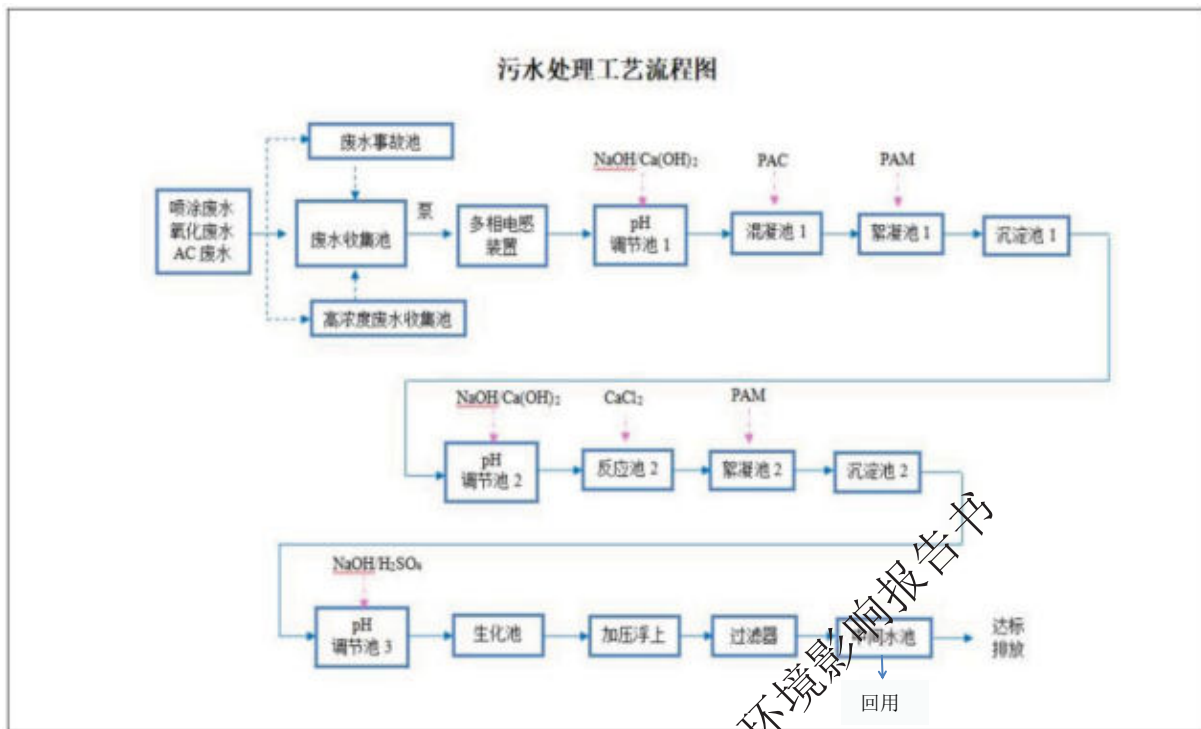 污水处理工艺流程图
废水事故池
喷涂废水
氧化废水
AC 废水
废水收集池
泵
高浓度废水收集池
多相电感
装置
NaOH/Ca(OH)₂
pH
调节池 1
PAC
混凝池 1
PAM
絮凝池 1
沉淀池 1
NaOH/Ca(OH)₂
pH
调节池 2
CaCl₂
反应池 2
PAM
絮凝池 2
沉淀池 2
NaOH/H₂SO₄
pH
调节池 3
生化池
加压浮上
过滤器
中间水池
达标
排放
回用
环境影响报告书